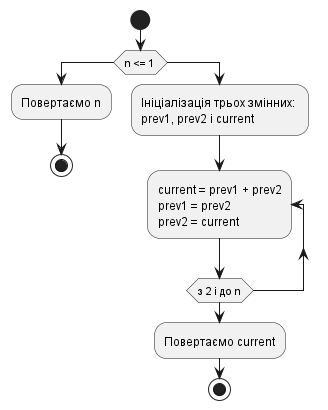 n <= 1
Повертаємо n
Ініціалізація трьох змінних:
prev1, prev2 і current
current = prev1 + prev2
prev1 = prev2
prev2 = current
з 2 і до n
Повертаємо current